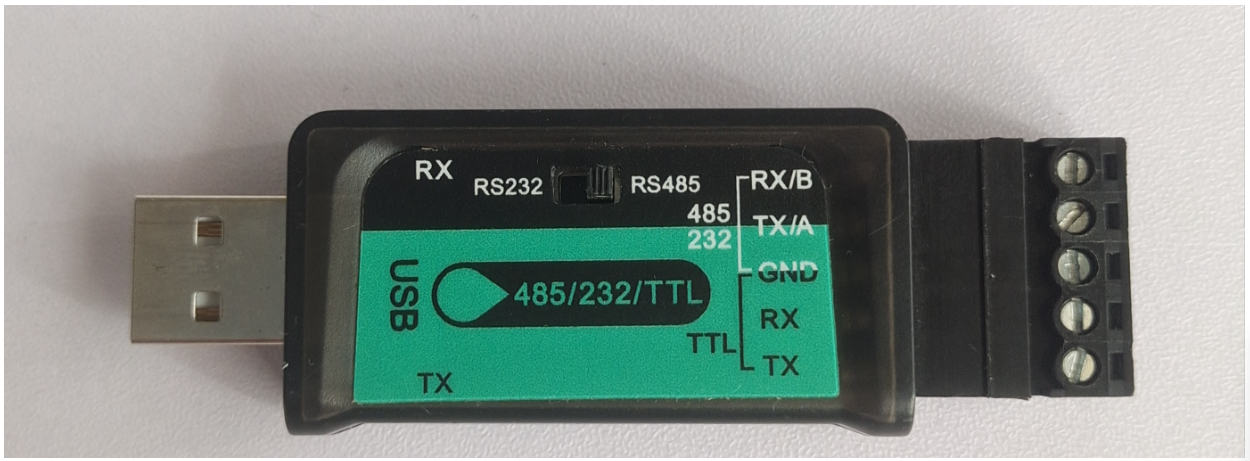 RX
RS232
RS485
RX/B
485
232
TX/A
GND
USB
485/232/TTL
RX
TTL
TX
TX